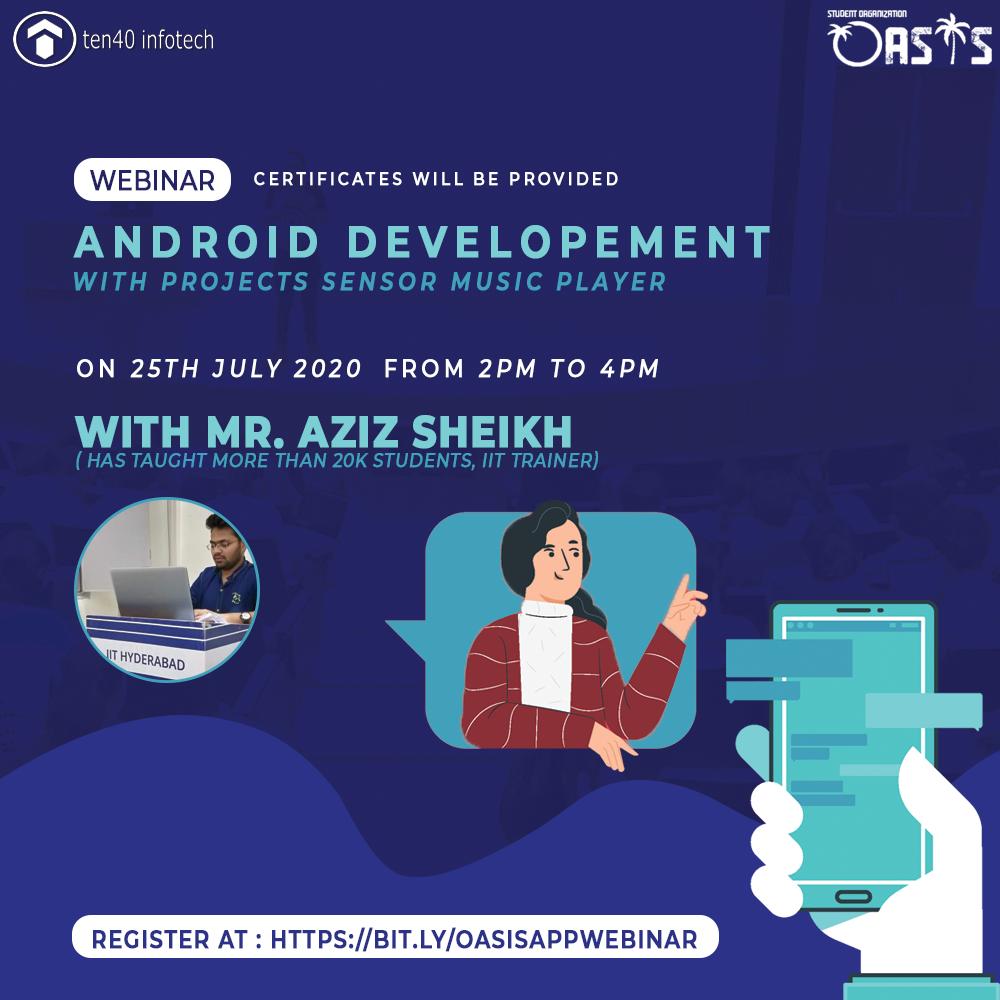 ten40 infotech
STUDENT ORGANIZATION
OASIS
WEBINAR
CERTIFICATES WILL BE PROVIDED
ANDROID DEVELOPEMENT
WITH PROJECTS SENSOR MUSIC PLAYER
ON 25TH JULY 2020 FROM 2PM TO 4PM
WITH MR. AZIZ SHEIKH
( HAS TAUGHT MORE THAN 20K STUDENTS, IIT TRAINER)
IIT HYDERABAD
REGISTER AT : HTTPS://BIT.LY/OASISAPPWEBINAR